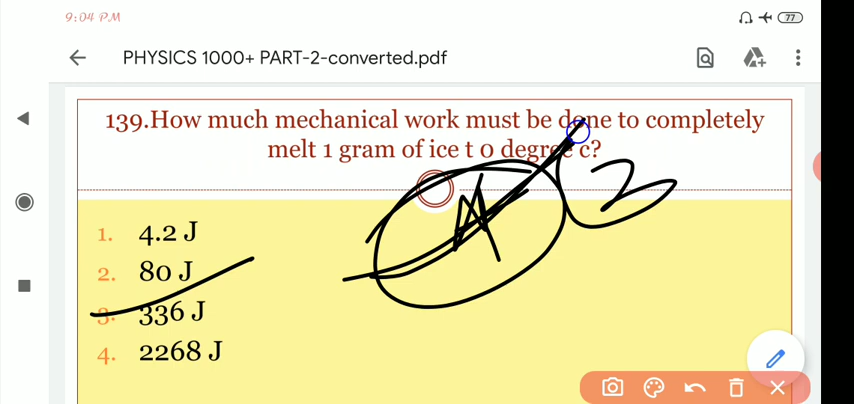 9:04 PM
77
PHYSICS 1000+ PART-2-converted.pdf
139.How much mechanical work must be done to completely
melt 1 gram of ice t 0 degree c?
1. 4.2 J
2. 80 J
3. 336 J
4. 2268 J